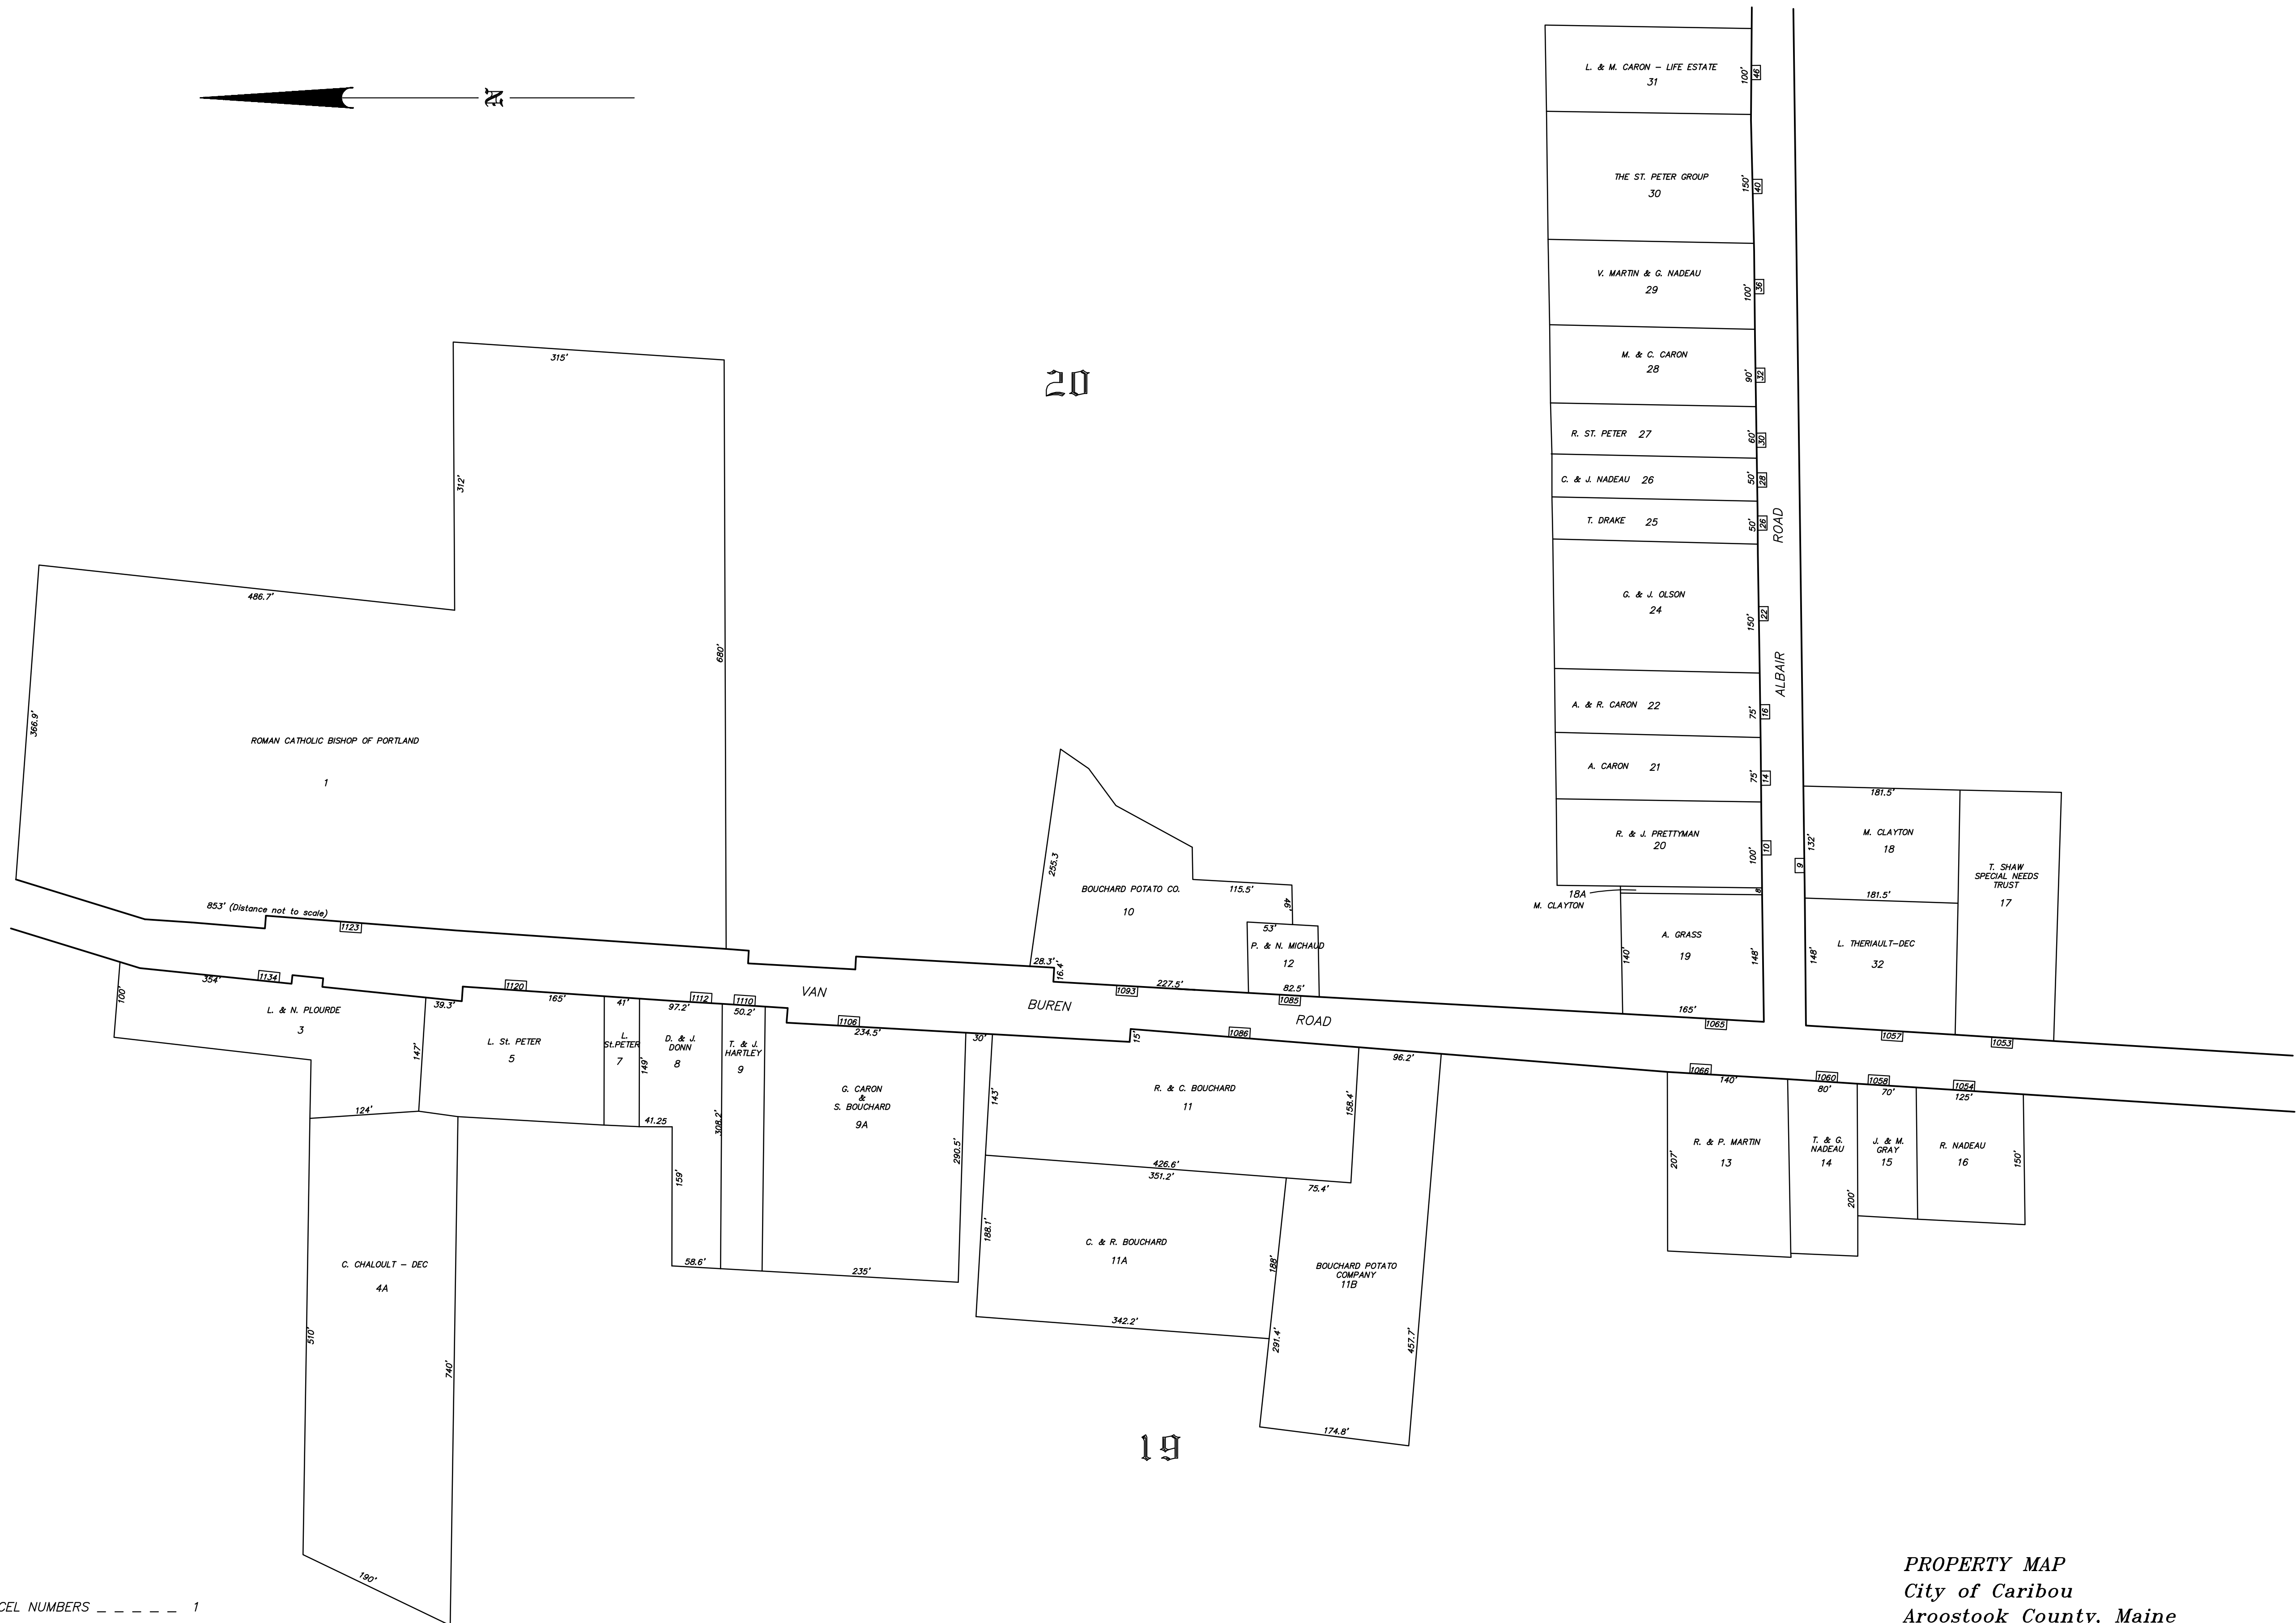 N
20
19
L. & M. CARON – LIFE ESTATE
31
100'
46
THE ST. PETER GROUP
30
150'
40
V. MARTIN & G. NADEAU
29
100'
36
M. & C. CARON
28
90'
32
R. ST. PETER 27
60'
30
C. & J. NADEAU 26
50'
28
T. DRAKE 25
50'
26
G. & J. OLSON
24
150'
22
A. & R. CARON 22
75'
16
A. CARON 21
75'
14
R. & J. PRETTYMAN
20
100'
10
18A
M. CLAYTON
8'
A. GRASS
19
140'
148'
165'
1065
ALBAIR ROAD
9
181.5'
M. CLAYTON
18
132'
181.5'
T. SHAW
SPECIAL NEEDS
TRUST
17
L. THERIAULT-DEC
32
148'
1057
1053
315'
312'
486.7'
680'
366.9'
ROMAN CATHOLIC BISHOP OF PORTLAND
1
853' (Distance not to scale)
1123
255.3
BOUCHARD POTATO CO.
10
115.5'
46'
28.3'
16.4'
53'
P. & N. MICHAUD
12
227.5'
82.5'
1093
1085
VAN BUREN ROAD
354'
1134
100'
L. & N. PLOURDE
3
39.3'
147'
124'
1120
165'
L. St. PETER
5
41'
L.
St.PETER
7
149'
97.2'
1112
D. & J.
DONN
8
41.25
159'
58.6'
308.2'
1110
50.2'
T. & J.
HARTLEY
9
1106
234.5'
G. CARON
&
S. BOUCHARD
9A
290.5'
235'
30'
15'
1086
143'
R. & C. BOUCHARD
11
158.4'
96.2'
426.6'
351.2'
75.4'
188.1'
C. & R. BOUCHARD
11A
188'
342.2'
BOUCHARD POTATO
COMPANY
11B
291.4'
457.7'
174.8'
C. CHALOULT – DEC
4A
510'
740'
190'
1066
140'
R. & P. MARTIN
13
207'
1060
80'
T. & G.
NADEAU
14
200'
1058
70'
J. & M.
GRAY
15
1054
125'
R. NADEAU
16
150'
CEL NUMBERS _ _ _ _ _ 1
PROPERTY MAP
City of Caribou
Aroostook County, Maine